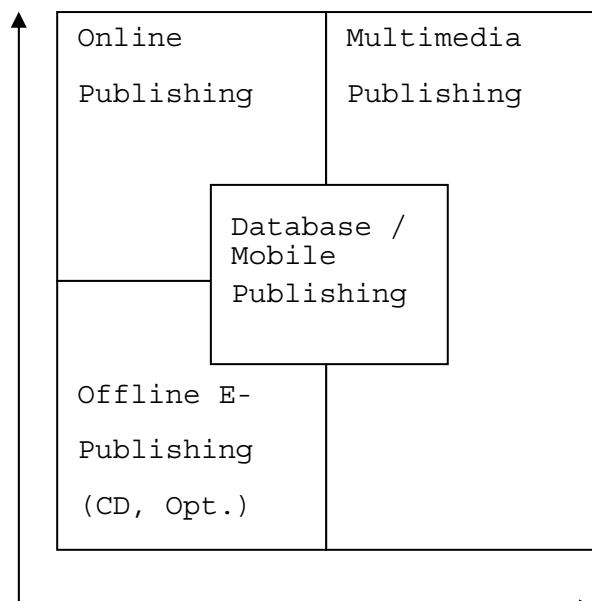 Online
Publishing
Multimedia
Publishing
Database /
Mobile
Publishing
Offline E-
Publishing
(CD, Opt.)